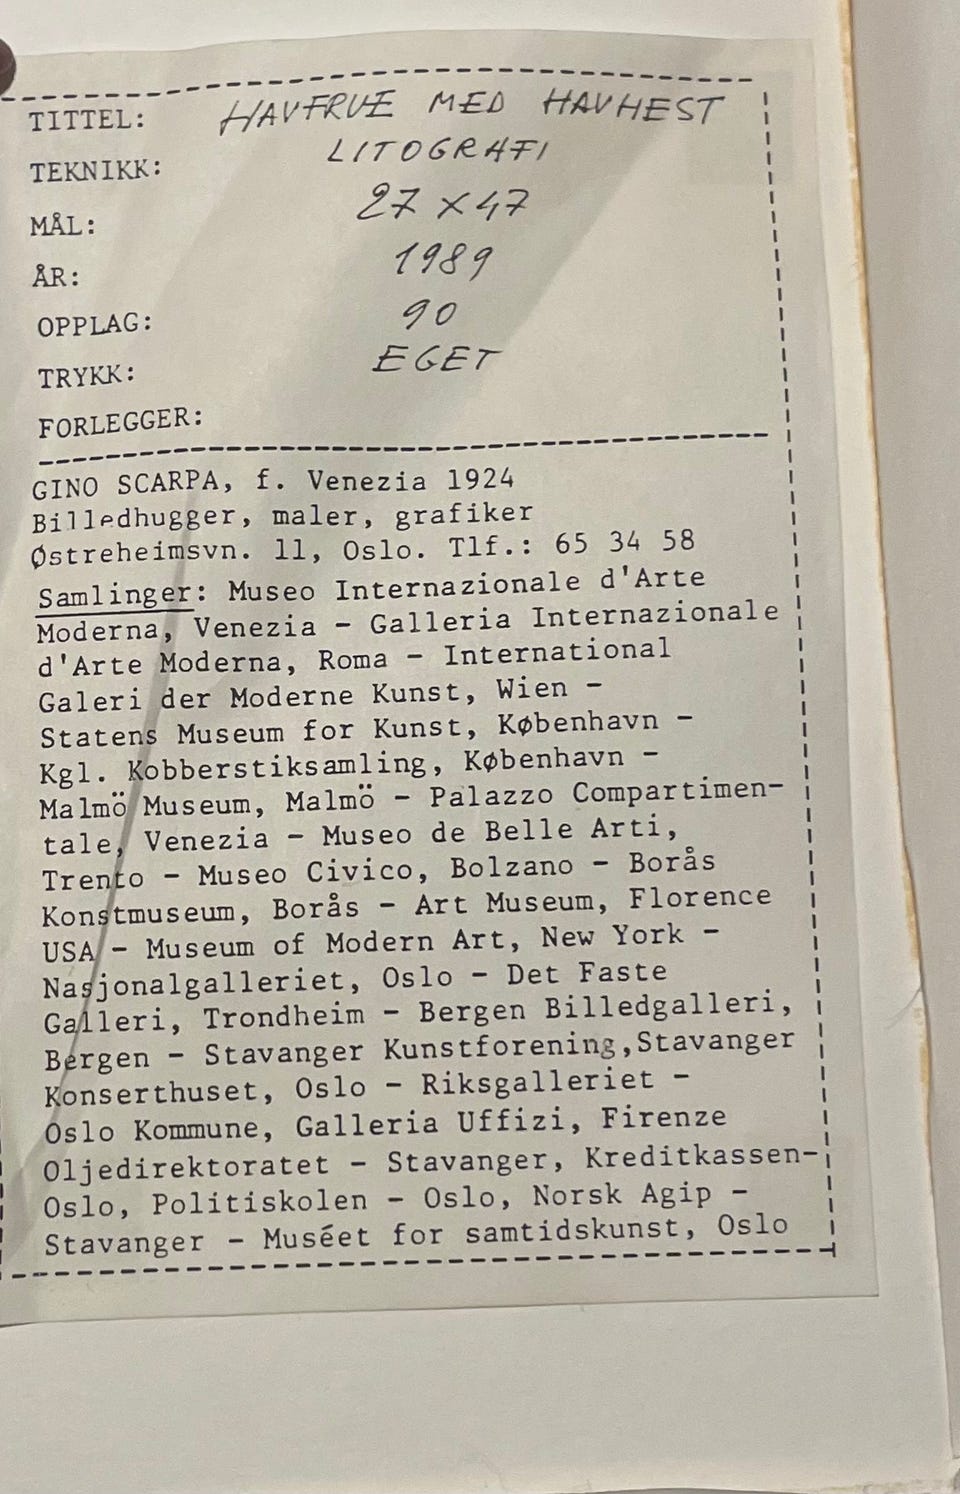 TITTEL: HAVFRUE MED HAVHEST
TEKNIKK: LITOGRAFI
MÅL: 27 x 47
ÅR: 1989
OPPLAG: 90
TRYKK: EGET
FORLEGGER:
GINO SCARPA, f. Venezia 1924
Billedhugger, maler, grafiker
Østreheimsvn. 11, Oslo. Tlf.: 65 34 58
Samlinger: Museo Internazionale d'Arte
Moderna, Venezia - Galleria Internazionale
d'Arte Moderna, Roma - International
Galeri der Moderne Kunst, Wien -
Statens Museum for Kunst, København -
Kgl. Kobberstiksamling, København -
Malmö Museum, Malmö - Palazzo Compartimen-
tale, Venezia - Museo de Belle Arti,
Trento - Museo Civico, Bolzano - Borås
Konstmuseum, Borås - Art Museum, Florence
USA - Museum of Modern Art, New York -
Nasjonalgalleriet, Oslo - Det Faste
Galleri, Trondheim - Bergen Billedgalleri,
Bergen - Stavanger Kunstforening,Stavanger
Konserthuset, Oslo - Riksgalleriet -
Oslo Kommune, Galleria Uffizi, Firenze
Oljedirektoratet - Stavanger, Kreditkassen-
Oslo, Politiskolen - Oslo, Norsk Agip -
Stavanger - Muséet for samtidskunst, Oslo